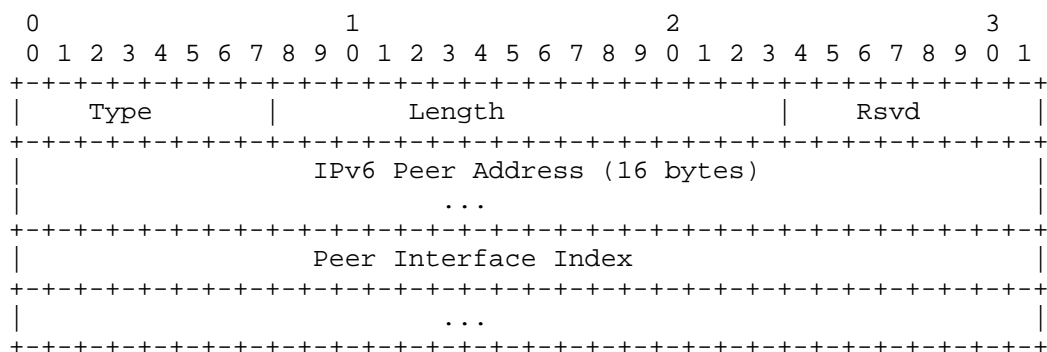 0                   1                   2                   3
 0 1 2 3 4 5 6 7 8 9 0 1 2 3 4 5 6 7 8 9 0 1 2 3 4 5 6 7 8 9 0 1
+-+-+-+-+-+-+-+-+-+-+-+-+-+-+-+-+-+-+-+-+-+-+-+-+-+-+-+-+-+-+-+-+
|    Type       |        Length                 |    Rsvd       |
+-+-+-+-+-+-+-+-+-+-+-+-+-+-+-+-+-+-+-+-+-+-+-+-+-+-+-+-+-+-+-+-+
|                  IPv6 Peer Address (16 bytes)                 |
|                          ...                                  |
+-+-+-+-+-+-+-+-+-+-+-+-+-+-+-+-+-+-+-+-+-+-+-+-+-+-+-+-+-+-+-+-+
|                  Peer Interface Index                         |
+-+-+-+-+-+-+-+-+-+-+-+-+-+-+-+-+-+-+-+-+-+-+-+-+-+-+-+-+-+-+-+-+
|                          ...                                  |
+-+-+-+-+-+-+-+-+-+-+-+-+-+-+-+-+-+-+-+-+-+-+-+-+-+-+-+-+-+-+-+-+